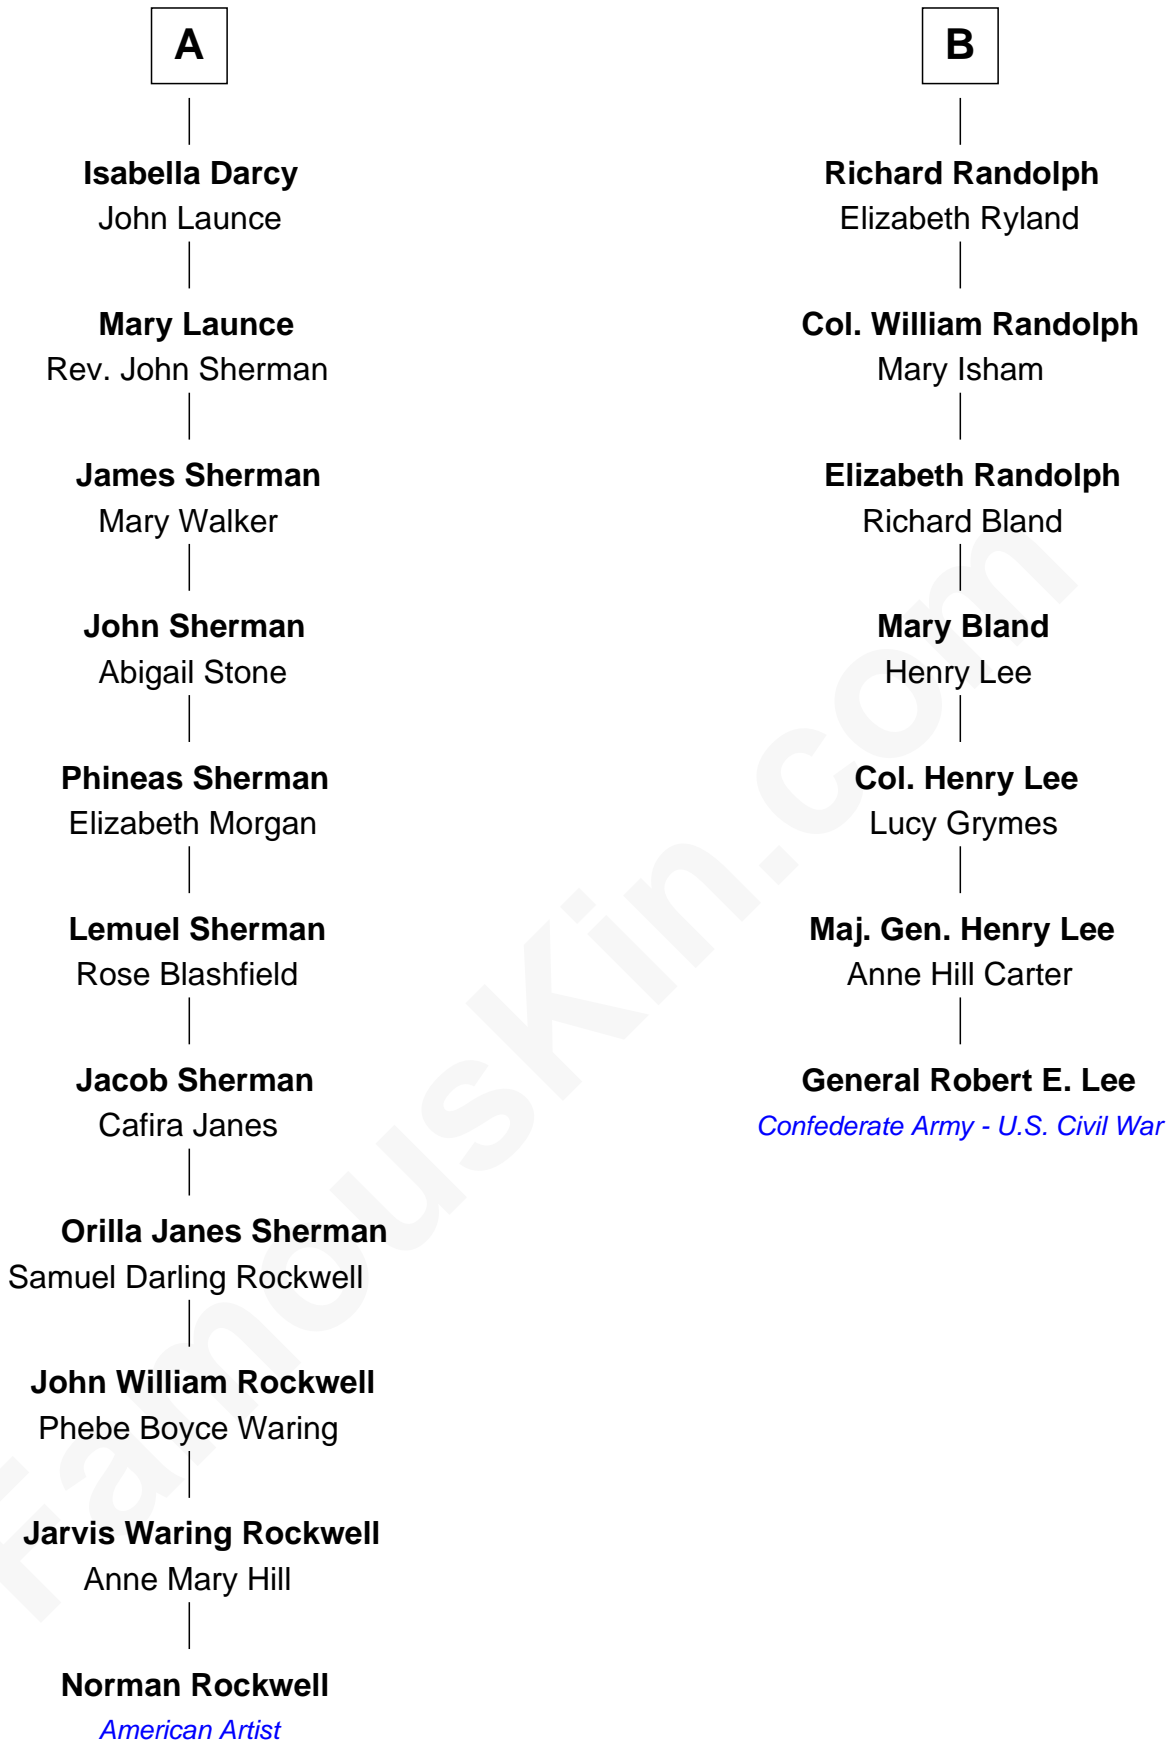 A
Isabella Darcy
John Launce
Mary Launce
Rev. John Sherman
James Sherman
Mary Walker
John Sherman
Abigail Stone
Phineas Sherman
Elizabeth Morgan
Lemuel Sherman
Rose Blashfield
Jacob Sherman
Cafira Janes
Orilla Janes Sherman
Samuel Darling Rockwell
John William Rockwell
Phebe Boyce Waring
Jarvis Waring Rockwell
Anne Mary Hill
Norman Rockwell
American Artist
B
Richard Randolph
Elizabeth Ryland
Col. William Randolph
Mary Isham
Elizabeth Randolph
Richard Bland
Mary Bland
Henry Lee
Col. Henry Lee
Lucy Grymes
Maj. Gen. Henry Lee
Anne Hill Carter
General Robert E. Lee
Confederate Army - U.S. Civil War
FamousKin.com